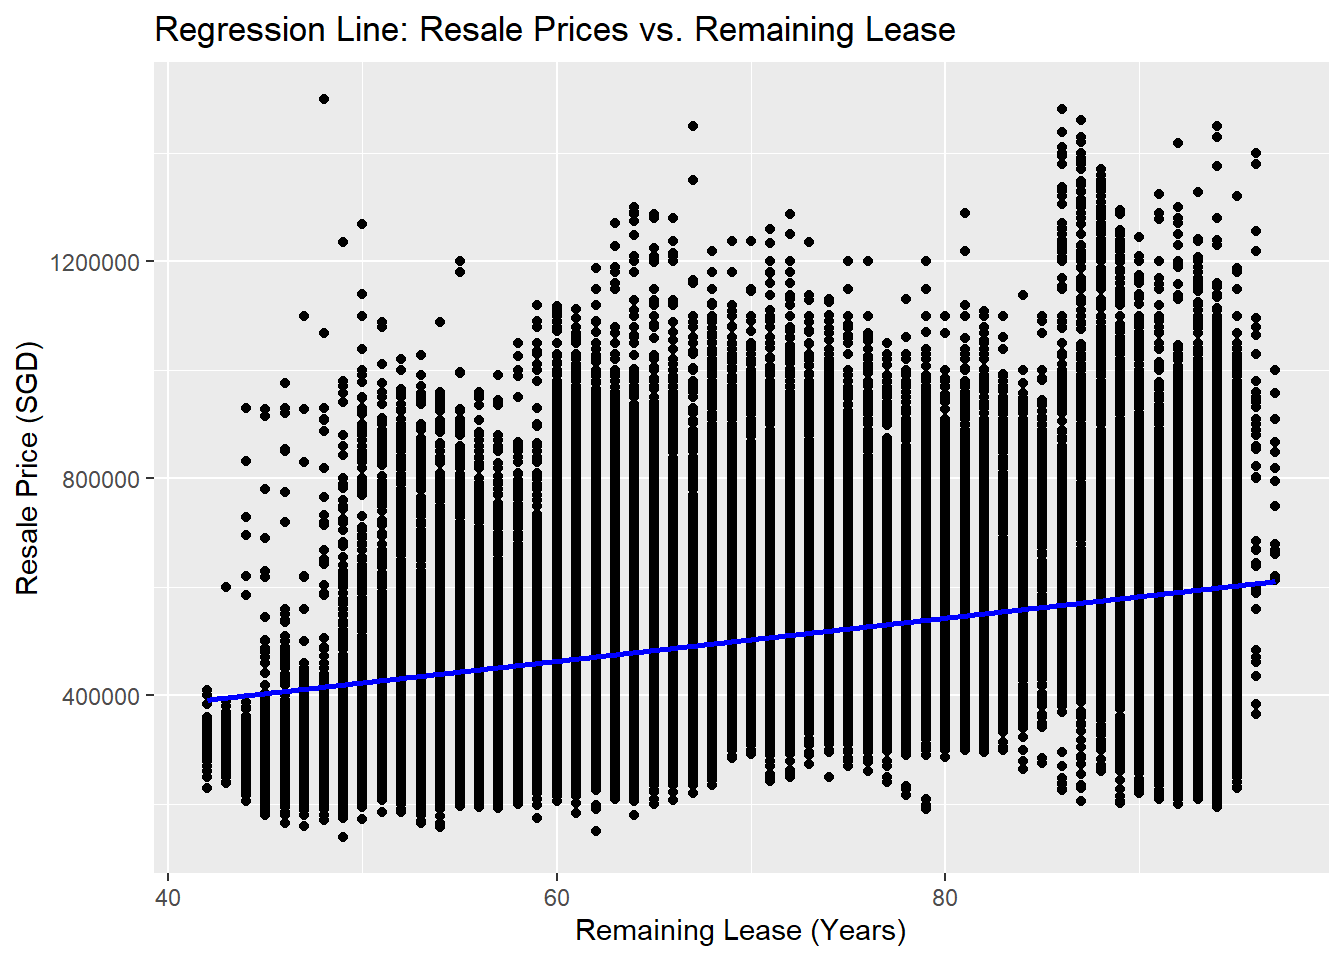 Regression Line: Resale Prices vs. Remaining Lease
Resale Price (SGD)
1200000
800000
400000
40
60
80
Remaining Lease (Years)